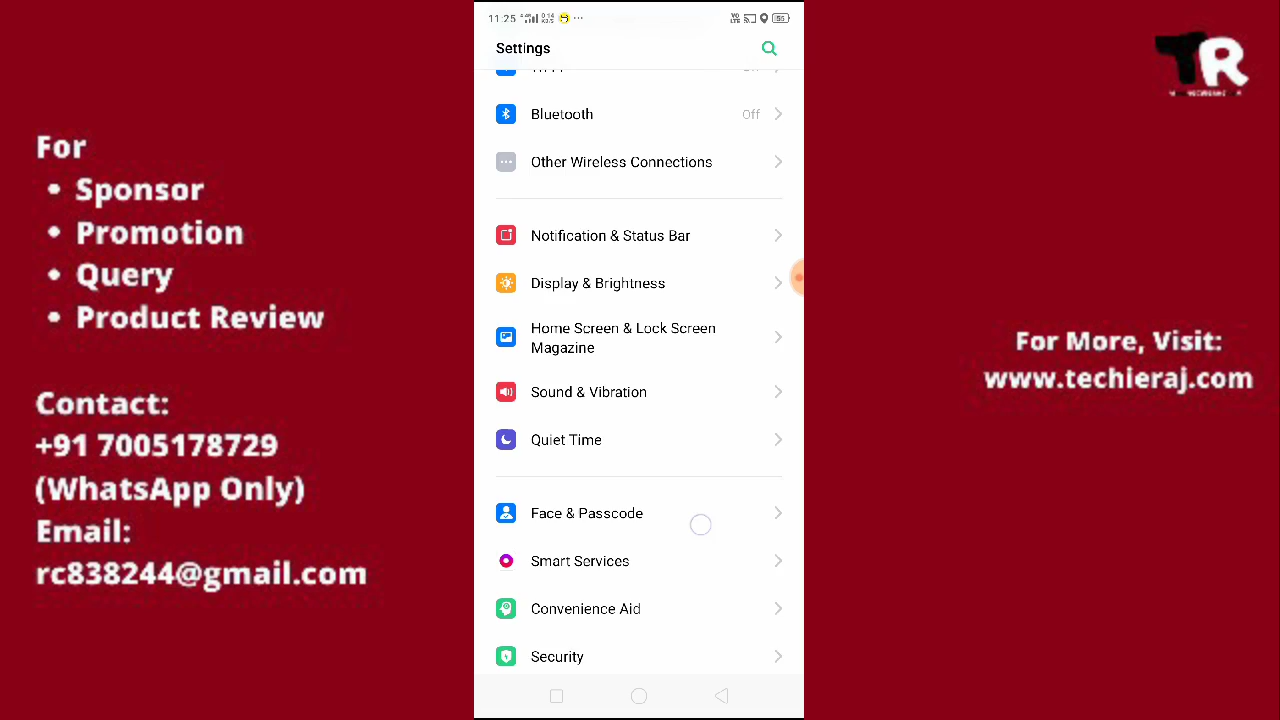 For
• Sponsor
• Promotion
• Query
• Product Review
Contact:
+91 7005178729
(WhatsApp Only)
Email:
rc838244@gmail.com
11:25
55
Settings
Bluetooth Off
Other Wireless Connections
Notification & Status Bar
Display & Brightness
Home Screen & Lock Screen
Magazine
Sound & Vibration
Quiet Time
Face & Passcode
Smart Services
Convenience Aid
Security
TR
For More, Visit:
www.techieraj.com